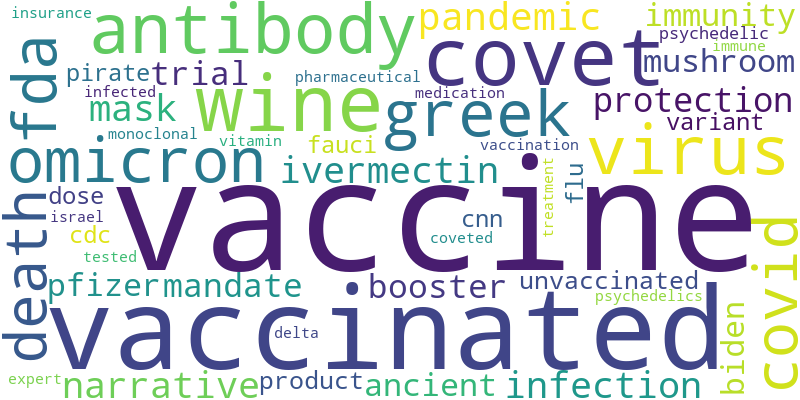 insurance
antibody
pandemic
immunity
psychedelic
immune
covet
mushroom
ofda
pirate
trial
pharmaceutical
infected
wine
medication
mask
greek
protection
variant
monoclonal
vitamin
fauci
vaccination
virus
omicron
ivermectin
treatment
flu
vaccine
dose
israel
cdc
cnn
coveted
tested
death
covid
pfizer
mandate
booster
unvaccinated
psychedelics
vaccinated
delta
biden
expert
narrative
product
ancient
infection